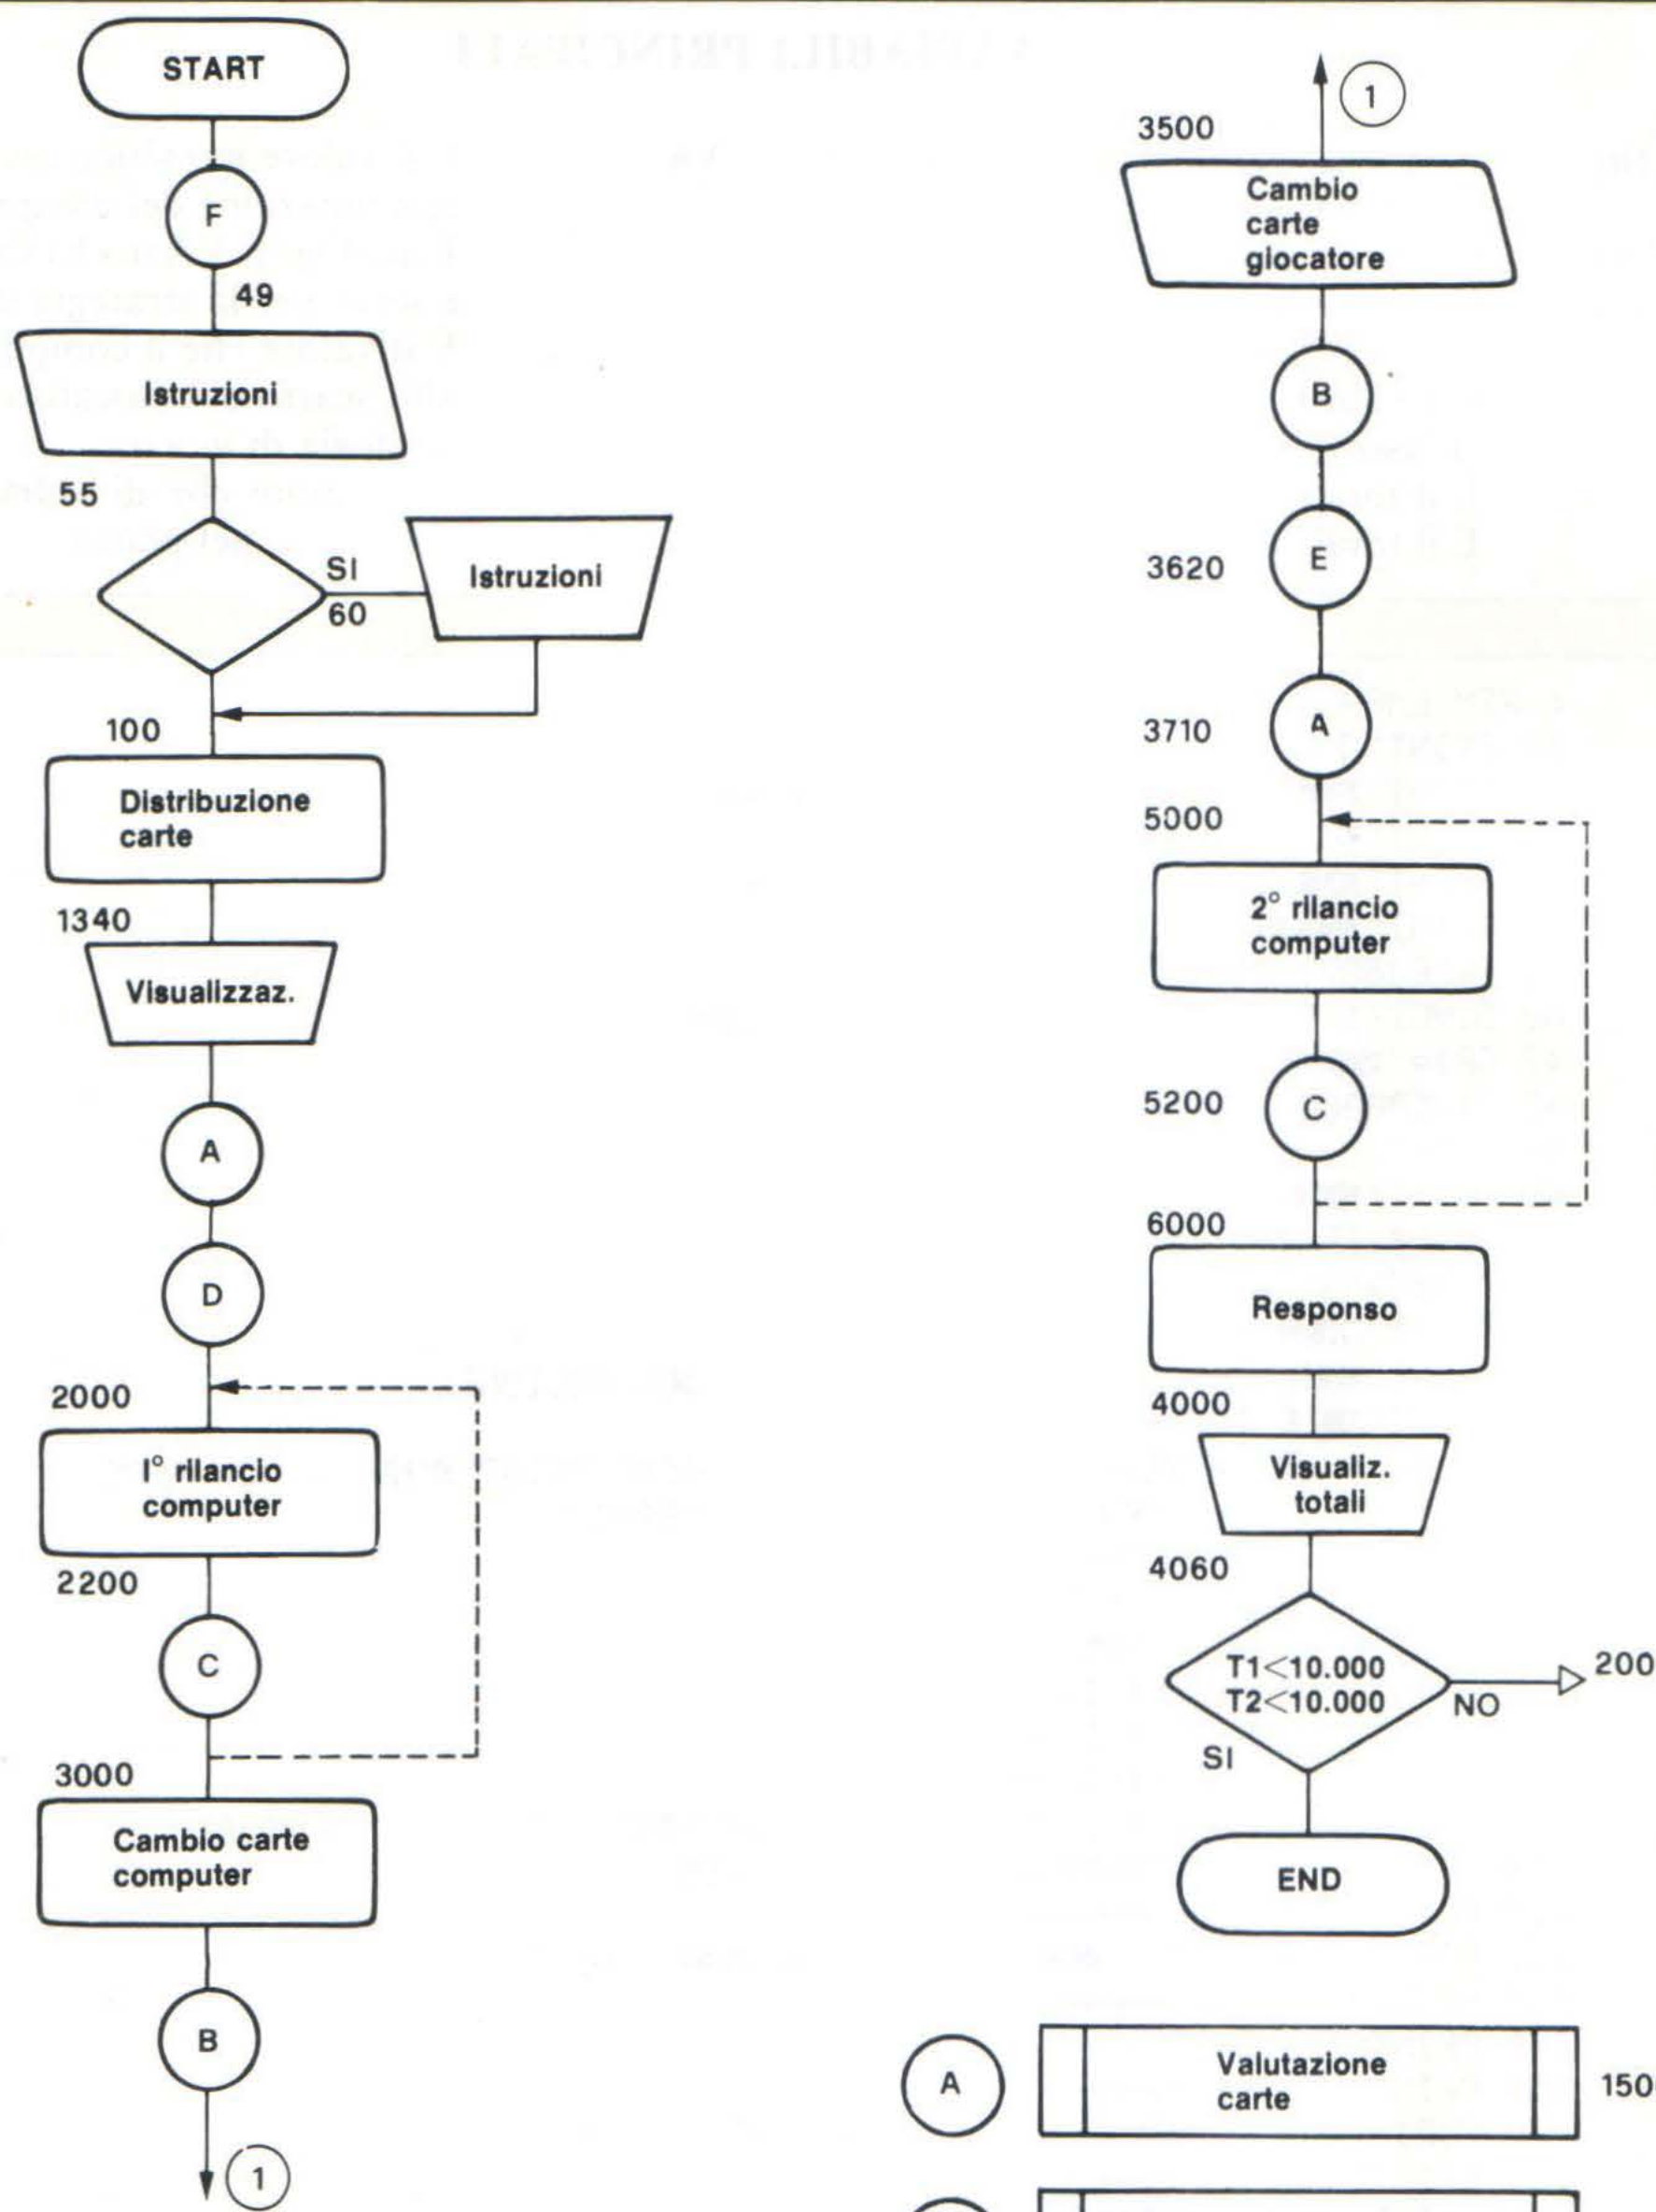 START
F
49
Istruzioni
55
SI
60
Istruzioni
100
Distribuzione
carte
1340
Visualizzaz.
A
D
2000
I° rilancio
computer
2200
C
3000
Cambio carte
computer
B
1
1
3500
Cambio
carte
giocatore
B
3620
E
3710
A
5000
2° rilancio
computer
5200
C
6000
Responso
4000
Visualiz.
totali
4060
T1<10.000
T2<10.000
NO
200
SI
END
A
Valutazione
carte
150